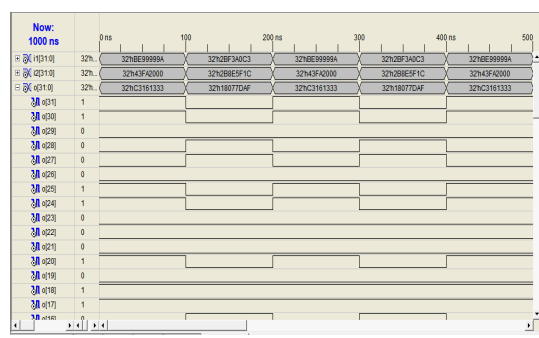 Now:
1000 ns
0 ns 100 200 ns 300 400 ns 500
i1[31:0] 32'h... 32'hBE99999A 32'h2BF3A0C3 32'hBE99999A 32'h2BF3A0C3 32'hBE99999A
i2[31:0] 32'h... 32'h43FA2000 32'h2B8E5F1C 32'h43FA2000 32'h2B8E5F1C 32'h43FA2000
o[31:0] 32'h... 32'hC3161333 32'h18077DAF 32'hC3161333 32'h18077DAF 32'hC3161333
o[31] 1
o[30] 1
o[29] 0
o[28] 0
o[27] 0
o[26] 0
o[25] 1
o[24] 1
o[23] 0
o[22] 0
o[21] 0
o[20] 1
o[19] 0
o[18] 1
o[17] 1
o[16] 0